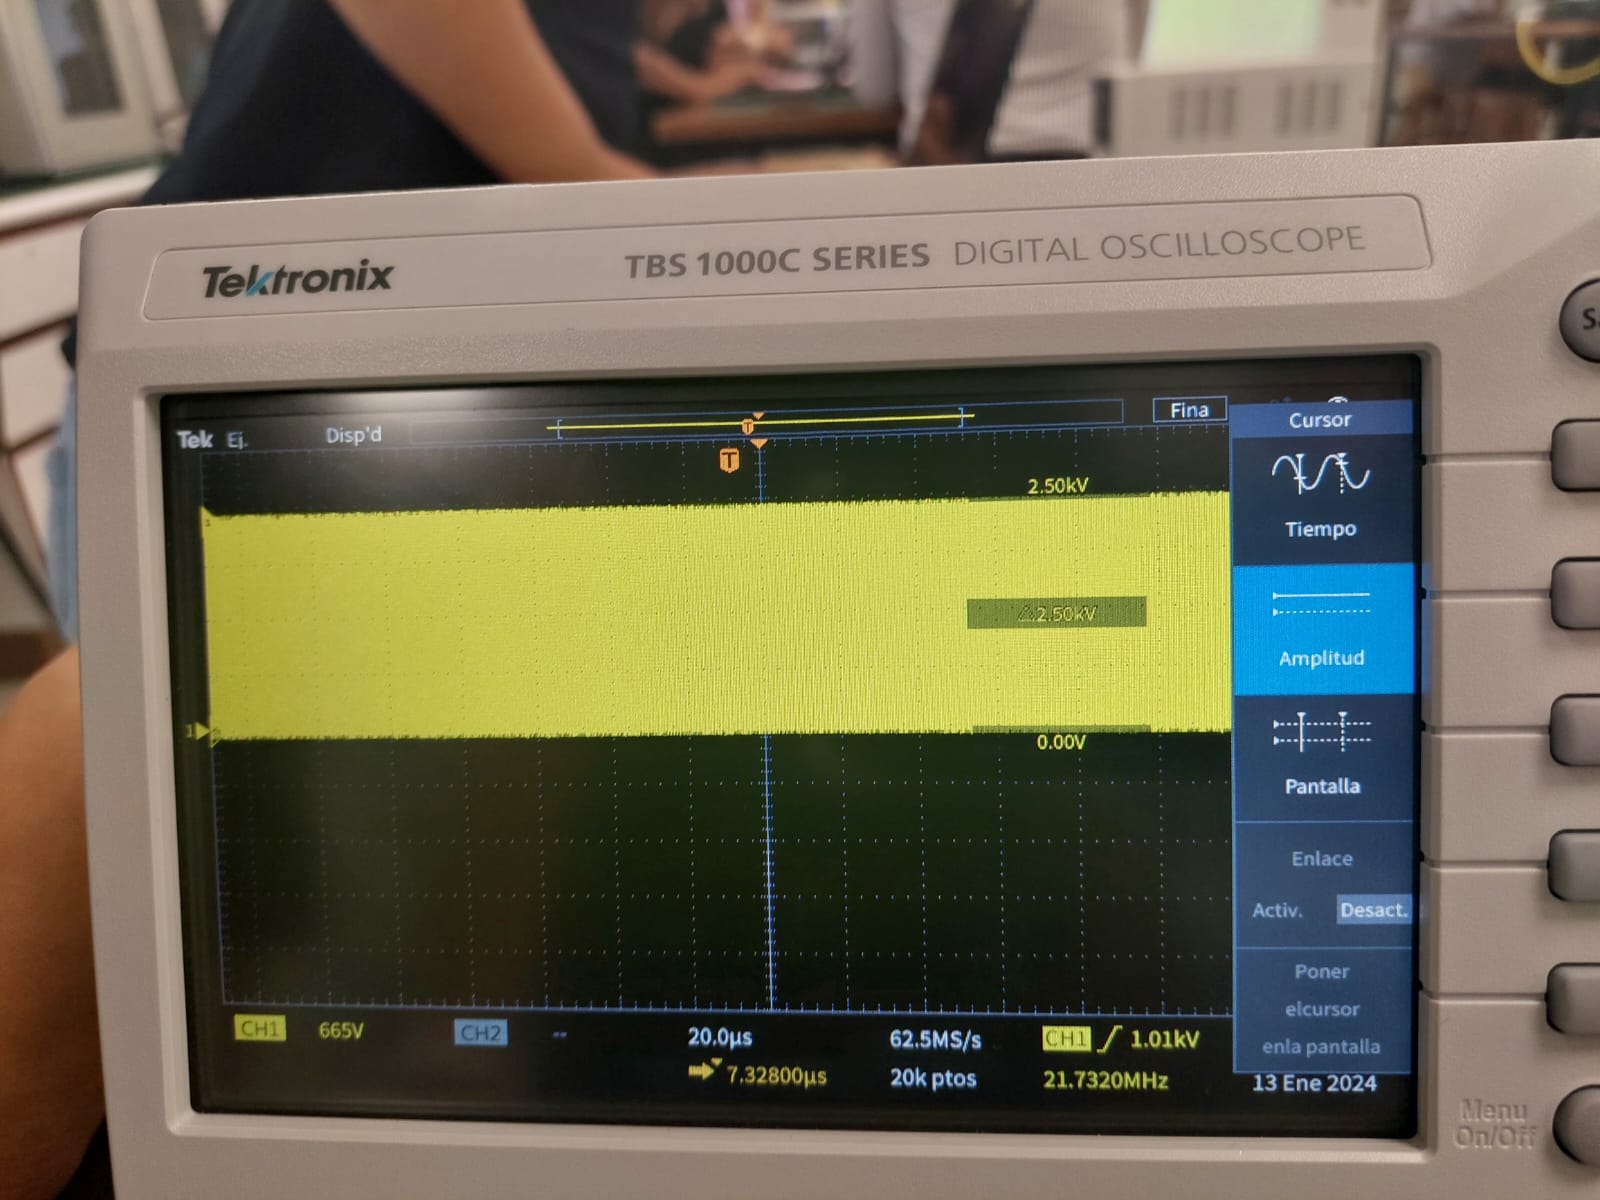 Tektronix
TBS 1000C SERIES DIGITAL OSCILLOSCOPE
Tek Ej. Disp'd
T
T
Fina
2.50kV
△2.50kV
0.00V
1
Cursor
Tiempo
Amplitud
Pantalla
Enlace
Activ. Desact.
Poner
elcursor
enla pantalla
CH1 665V CH2 -- 20.0μs 62.5MS/s CH1 1.01kV
7.32800μs 20k ptos 21.7320MHz 13 Ene 2024
Menu
On/Off